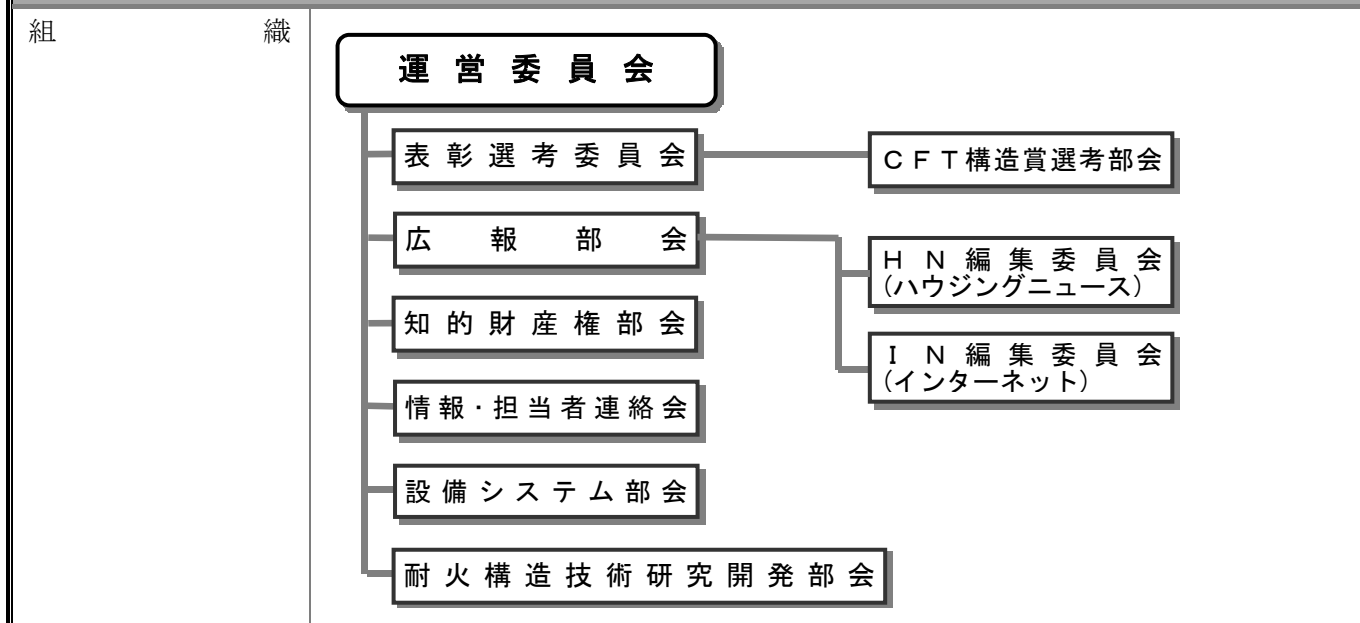 組織
運営委員会
表彰選考委員会
CFT構造賞選考部会
広報部会
HN編集委員会
(ハウジングニュース)
IN編集委員会
(インターネット)
知的財産権部会
情報・担当者連絡会
設備システム部会
耐火構造技術研究開発部会